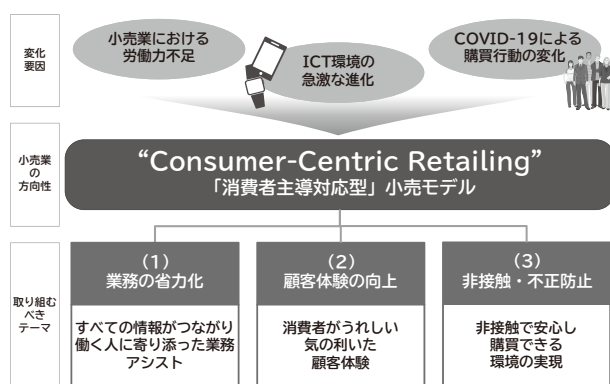 変化
要因
小売業における
労働力不足
ICT環境の
急激な進化
COVID-19による
購買行動の変化
小売業
の
方向性
“Consumer-Centric Retailing”
「消費者主導対応型」小売モデル
取り組む
べき
テーマ
（1）
業務の省力化
すべての情報がつながり
働く人に寄り添った業務
アシスト
（2）
顧客体験の向上
消費者がうれしい
気の利いた
顧客体験
（3）
非接触・不正防止
非接触で安心し
購買できる
環境の実現